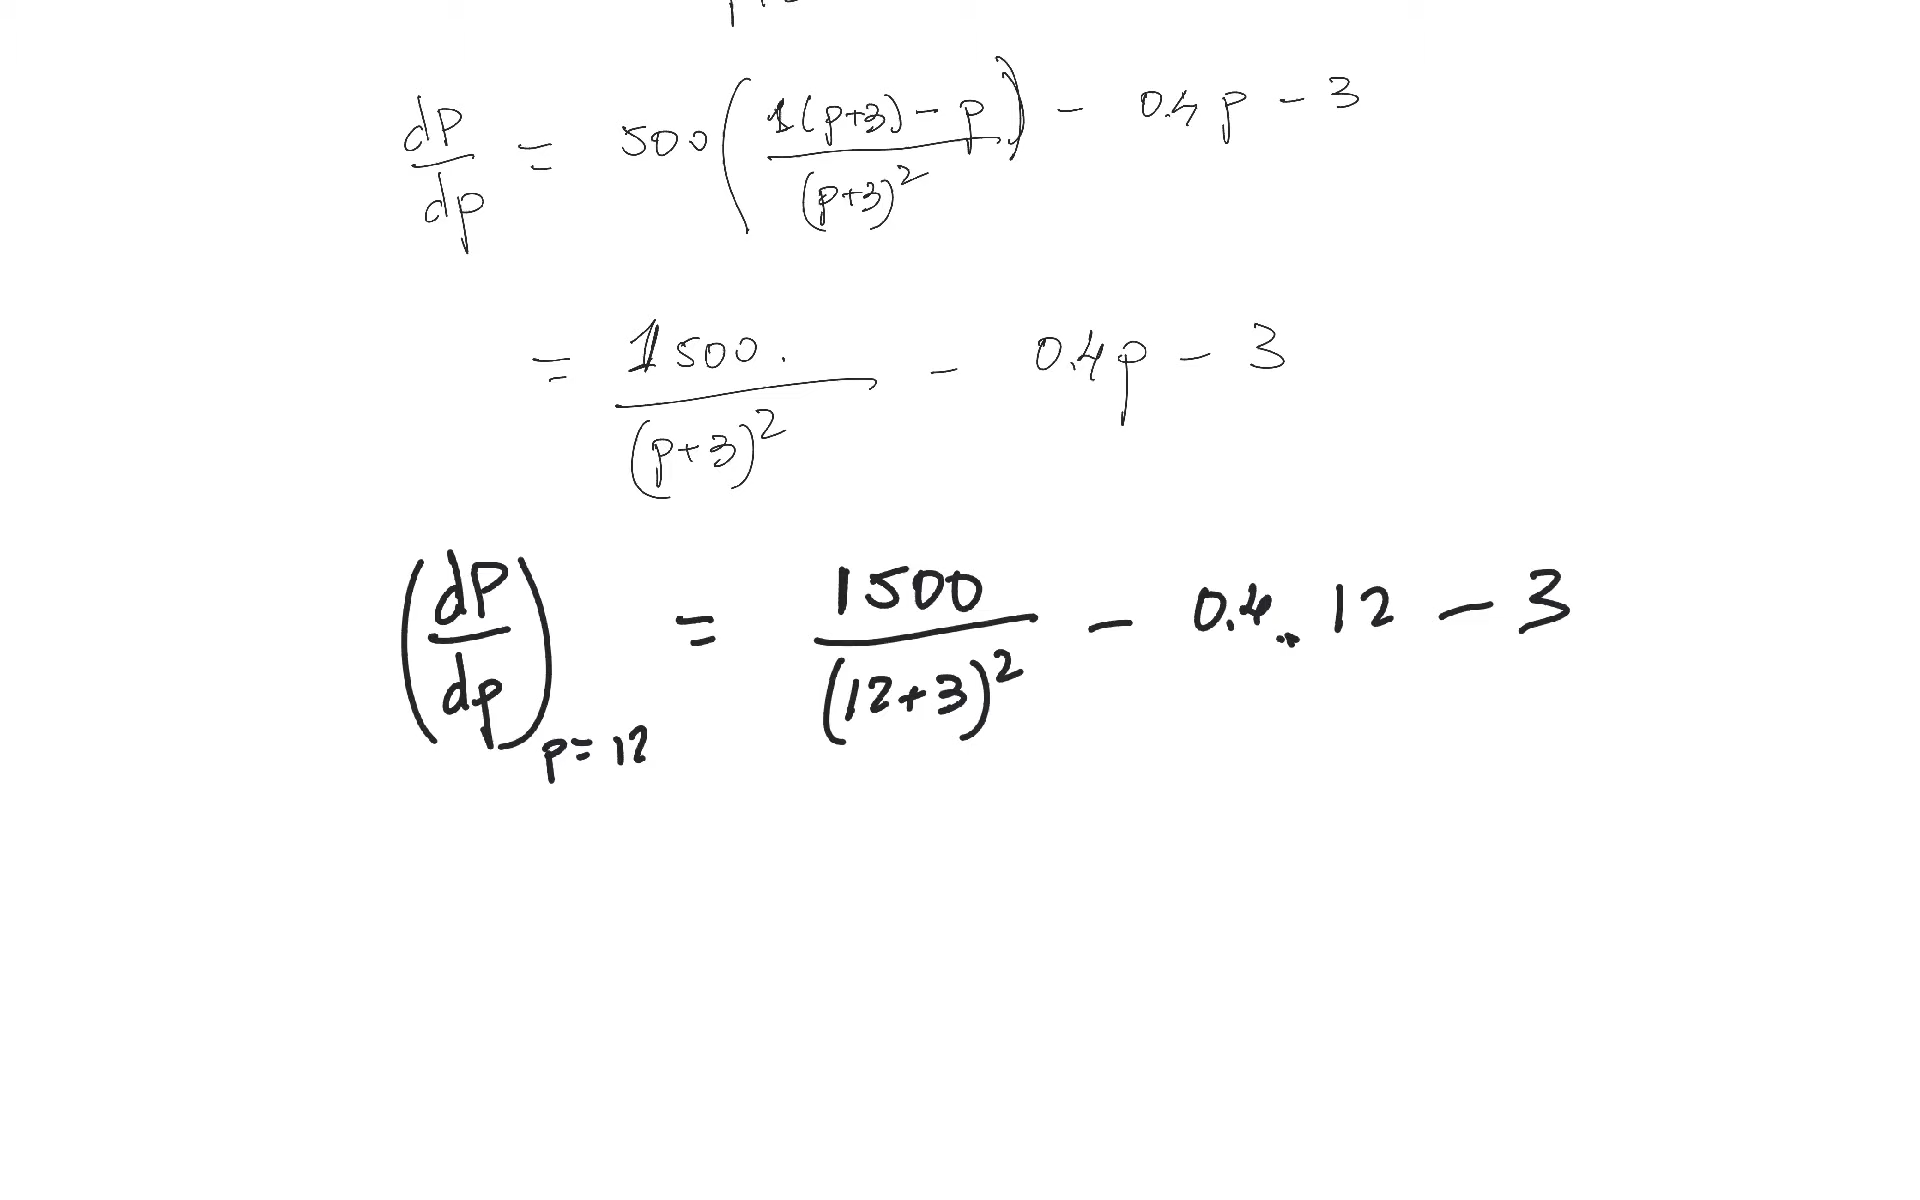 dP/dp = 500(1(p+3) - p / (p+3)²) - 0.4p - 3
= 1500. / (p+3)² - 0.4p - 3
(dP/dp)p=12 = 1500 / (12+3)² - 0.4 . 12 - 3